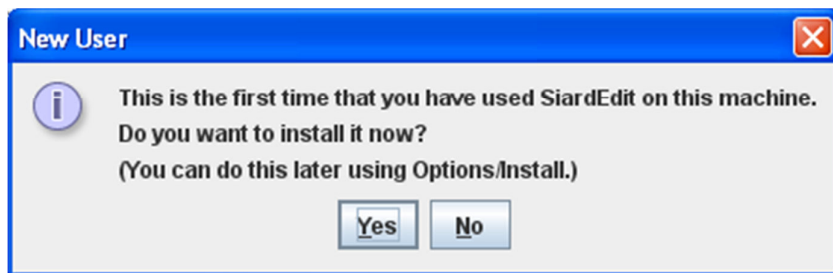 New User
This is the first time that you have used SiardEdit on this machine.
Do you want to install it now?
(You can do this later using Options/Install.)
Yes No